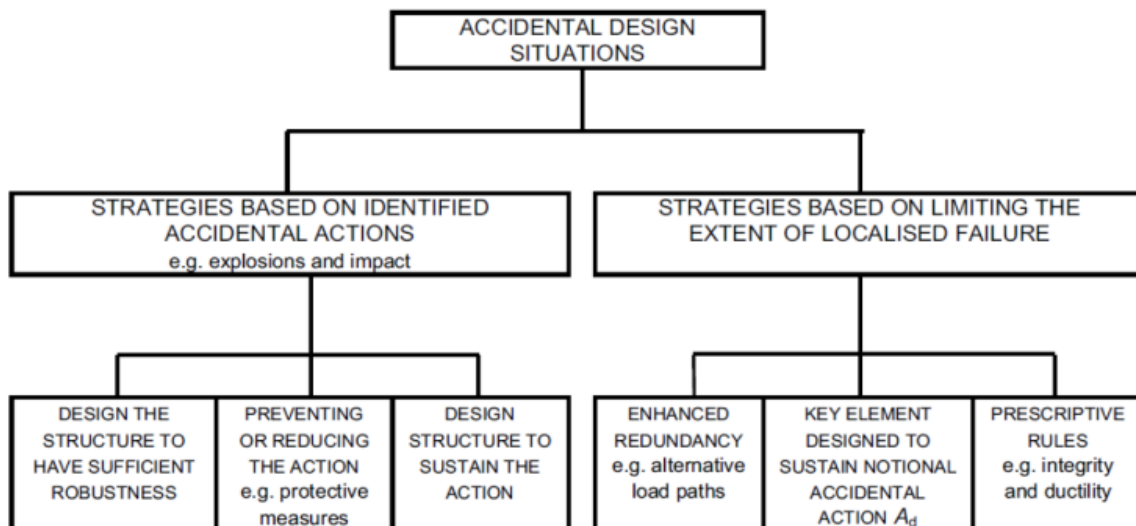 ACCIDENTAL DESIGN
SITUATIONS
STRATEGIES BASED ON IDENTIFIED
ACCIDENTAL ACTIONS
e.g. explosions and impact
STRATEGIES BASED ON LIMITING THE
EXTENT OF LOCALISED FAILURE
DESIGN THE
STRUCTURE TO
HAVE SUFFICIENT
ROBUSTNESS
PREVENTING
OR REDUCING
THE ACTION
e.g. protective
measures
DESIGN
STRUCTURE TO
SUSTAIN THE
ACTION
ENHANCED
REDUNDANCY
e.g. alternative
load paths
KEY ELEMENT
DESIGNED TO
SUSTAIN NOTIONAL
ACCIDENTAL
ACTION Ad
PRESCRIPTIVE
RULES
e.g. integrity
and ductility